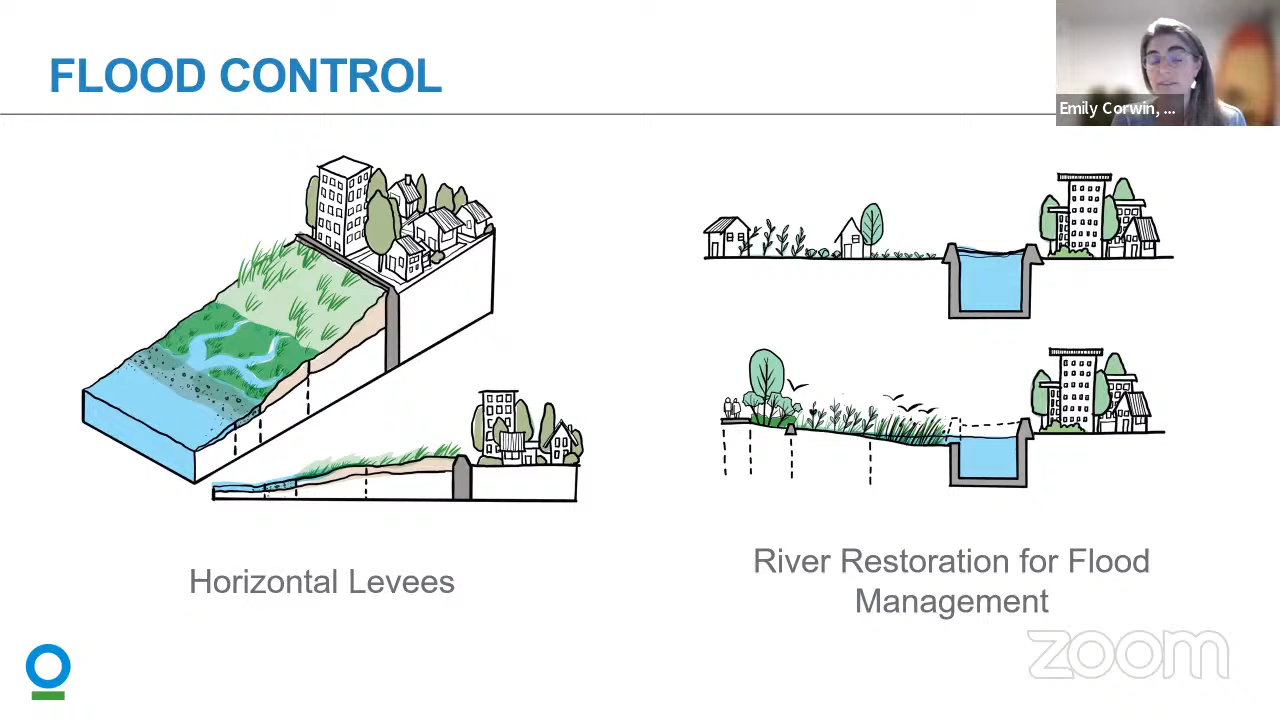 FLOOD CONTROL
Emily Corwin, ...
Horizontal Levees
River Restoration for Flood
Management
zoom